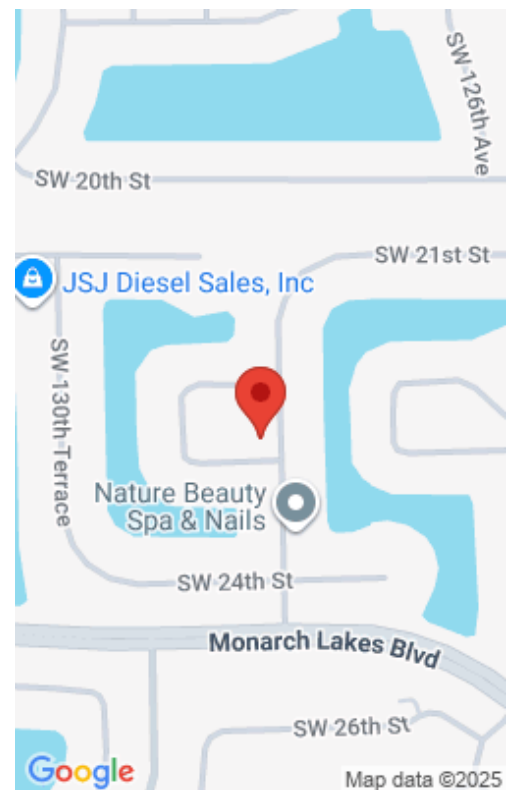 SW 126th Ave
SW 20th St
SW 21st St
JSJ Diesel Sales, Inc
SW 130th Terrace
Nature Beauty
Spa & Nails
SW 24th St
Monarch Lakes Blvd
SW 26th St
Google
Map data ©2025